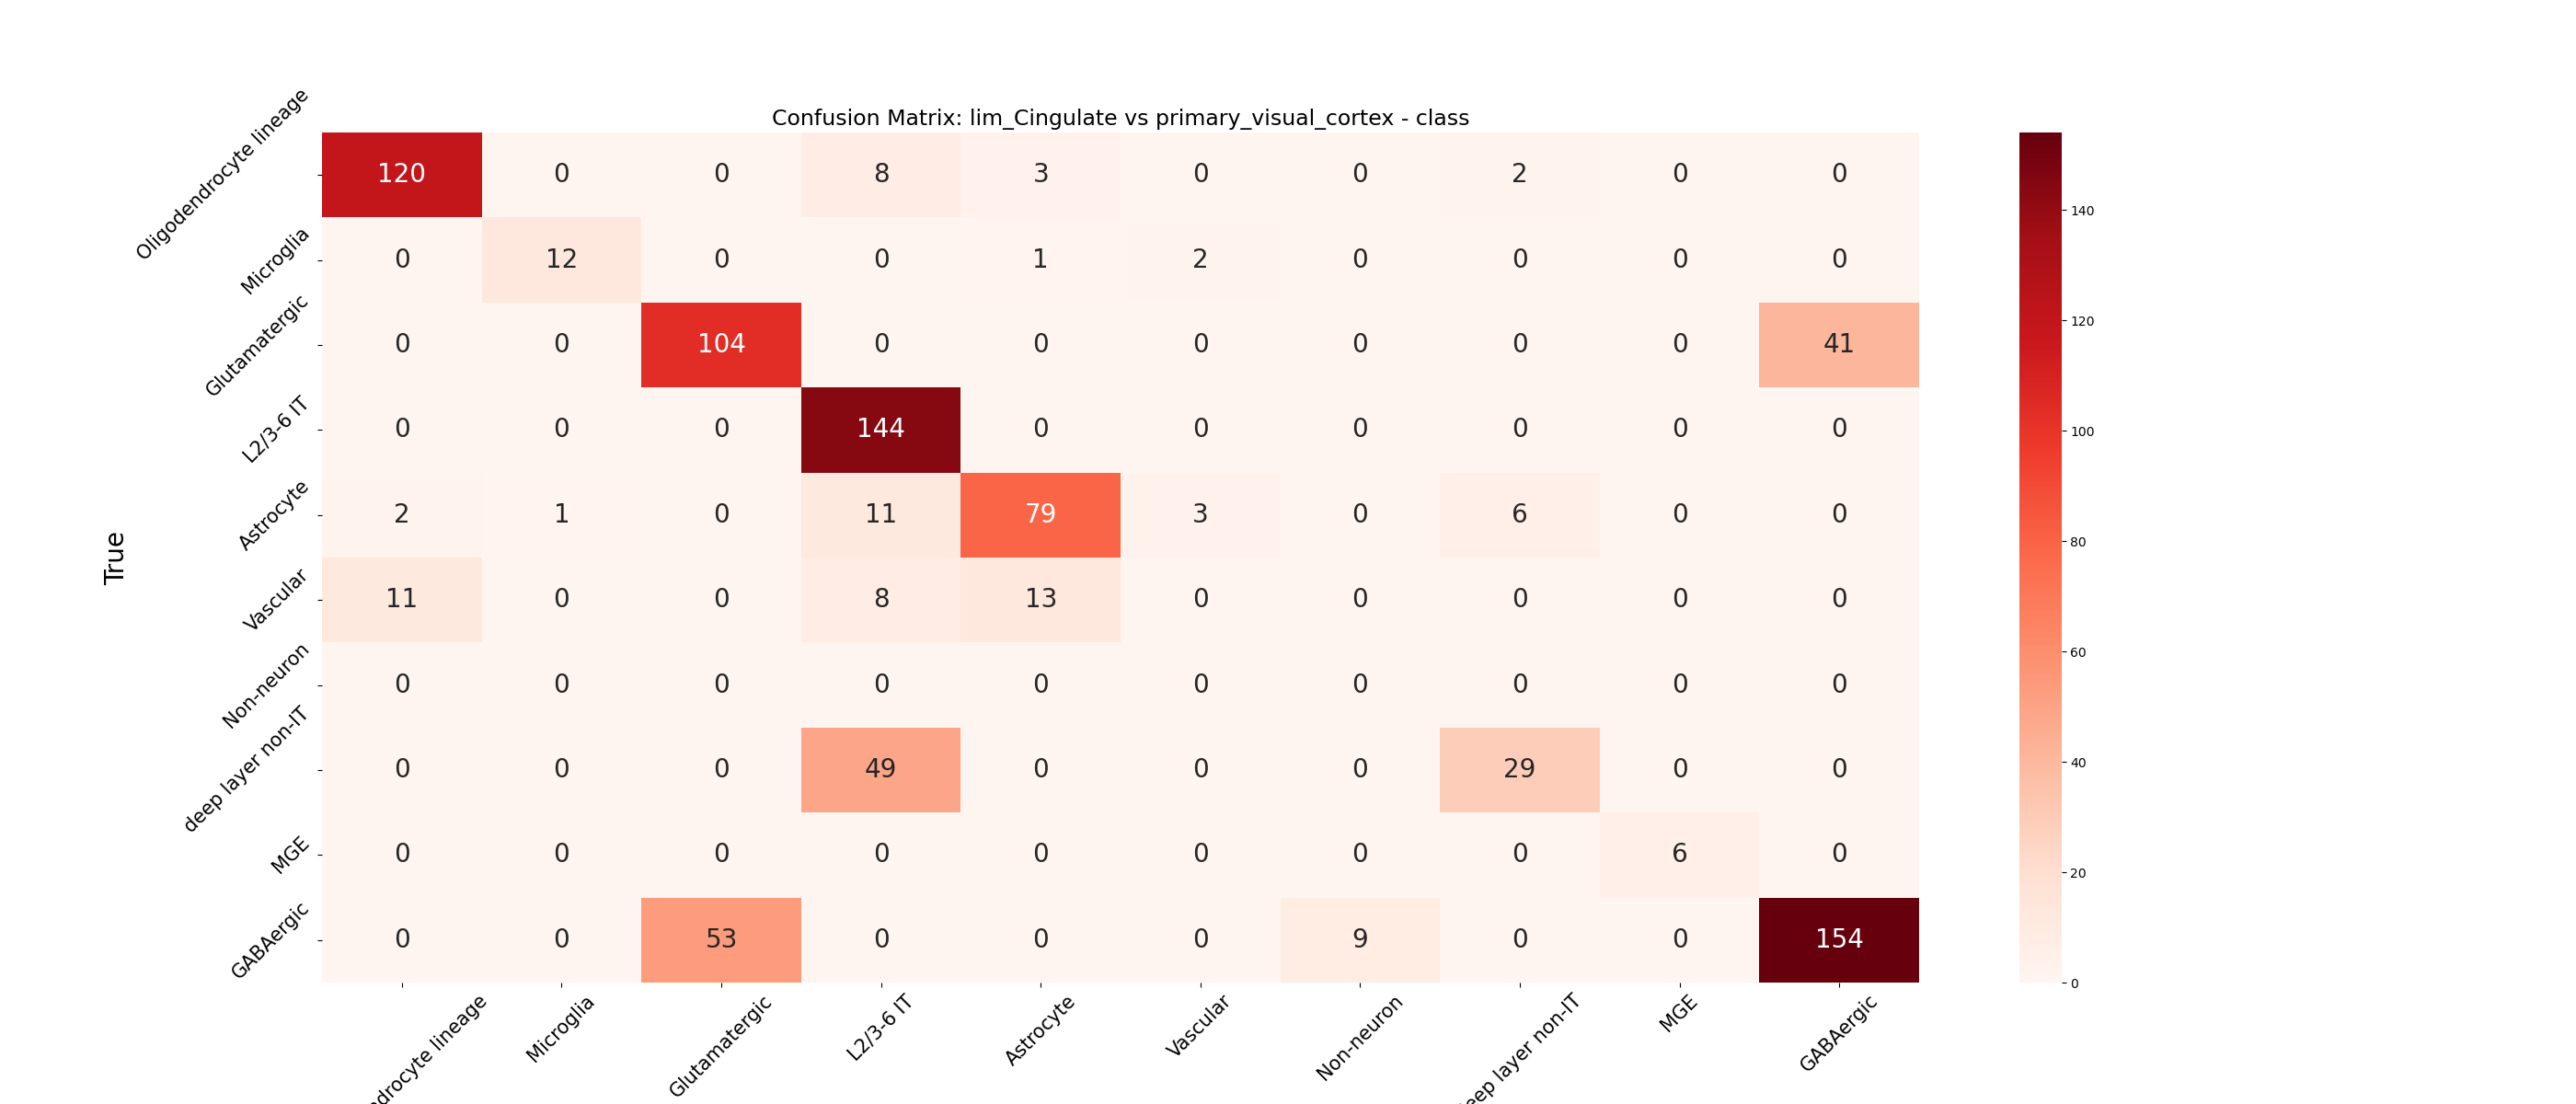 Confusion Matrix: lim_Cingulate vs primary_visual_cortex - class
Oligodendrocyte lineage 120 0 0 8 3 0 0 2 0 0
Microglia 0 12 0 0 1 2 0 0 0 0
Glutamatergic 0 0 104 0 0 0 0 0 0 41
L2/3-6 IT 0 0 0 144 0 0 0 0 0 0
Astrocyte 2 1 0 11 79 3 0 6 0 0
Vascular 11 0 0 8 13 0 0 0 0 0
Non-neuron 0 0 0 0 0 0 0 0 0 0
deep layer non-IT 0 0 0 49 0 0 0 29 0 0
MGE 0 0 0 0 0 0 0 0 6 0
GABAergic 0 0 53 0 0 0 9 0 0 154
True
ndrocyte lineage
Microglia
Glutamatergic
L2/3-6 IT
Astrocyte
Vascular
Non-neuron
eep layer non-IT
MGE
GABAergic
140
120
100
80
60
40
20
0